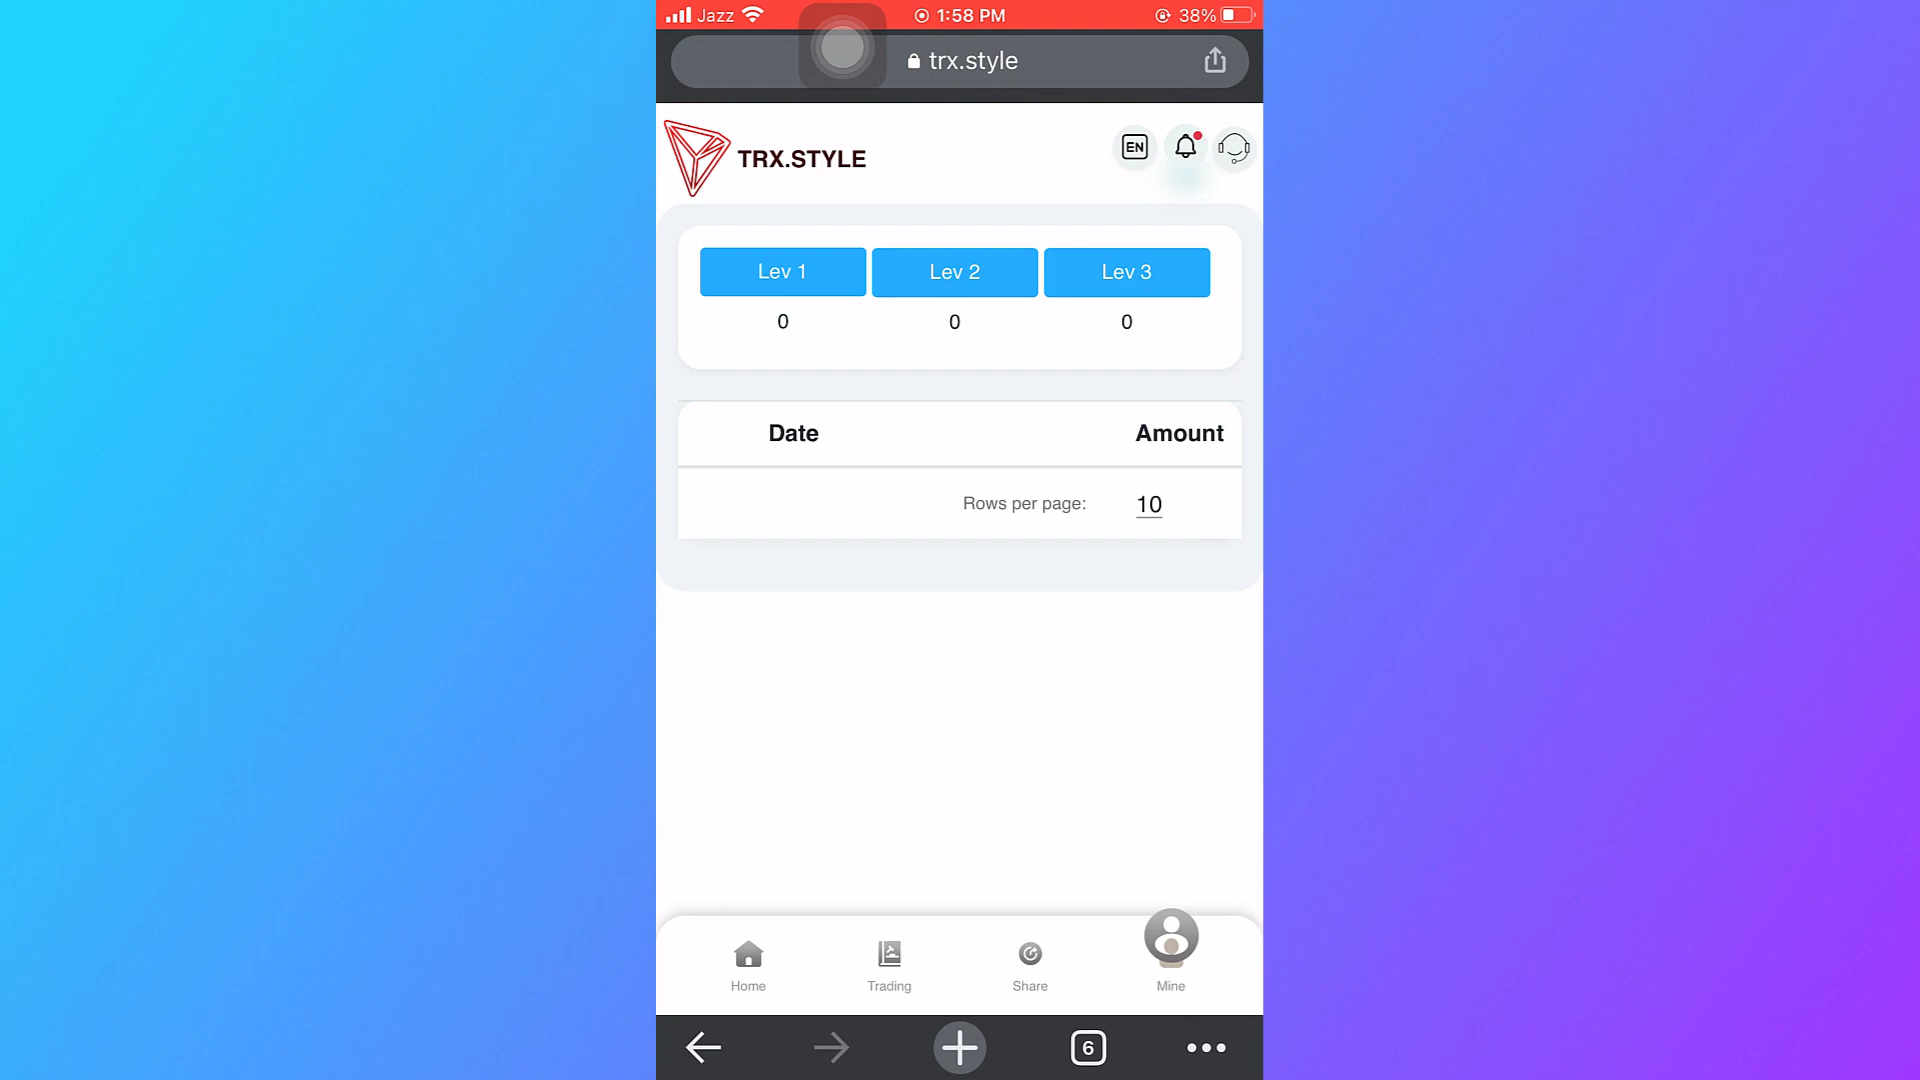 Jazz 1:58 PM 38%
trx.style
TRX.STYLE EN
Lev 1 Lev 2 Lev 3
0 0 0
Date Amount
Rows per page: 10
Home Trading Share Mine
6